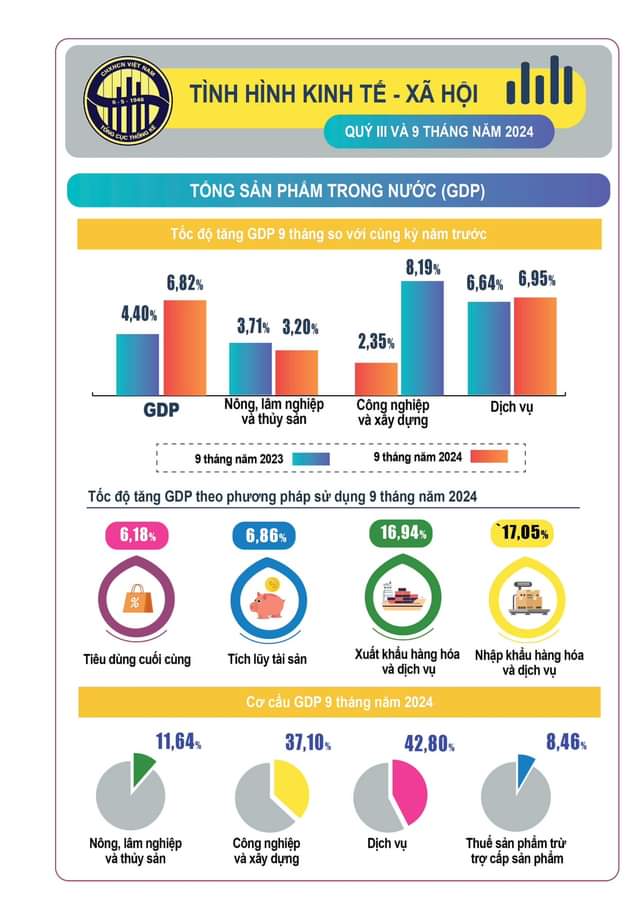 CHXHCN VIỆT NAM
6 - 5 - 1946
TỔNG CỤC THỐNG KÊ
TÌNH HÌNH KINH TẾ - XÃ HỘI
QUÝ III VÀ 9 THÁNG NĂM 2024
TỔNG SẢN PHẨM TRONG NƯỚC (GDP)
Tốc độ tăng GDP 9 tháng so với cùng kỳ năm trước
4,40% 6,82% 3,71% 3,20% 2,35% 8,19% 6,64% 6,95%
GDP Nông, lâm nghiệp Công nghiệp Dịch vụ
và thủy sản và xây dựng
9 tháng năm 2023 9 tháng năm 2024
Tốc độ tăng GDP theo phương pháp sử dụng 9 tháng năm 2024
6,18% 6,86% 16,94% `17,05%
%
Tiêu dùng cuối cùng Tích lũy tài sản Xuất khẩu hàng hóa Nhập khẩu hàng hóa
và dịch vụ và dịch vụ
Cơ cấu GDP 9 tháng năm 2024
11,64% 37,10% 42,80% 8,46%
Nông, lâm nghiệp Công nghiệp Dịch vụ Thuế sản phẩm trừ
và thủy sản và xây dựng trợ cấp sản phẩm